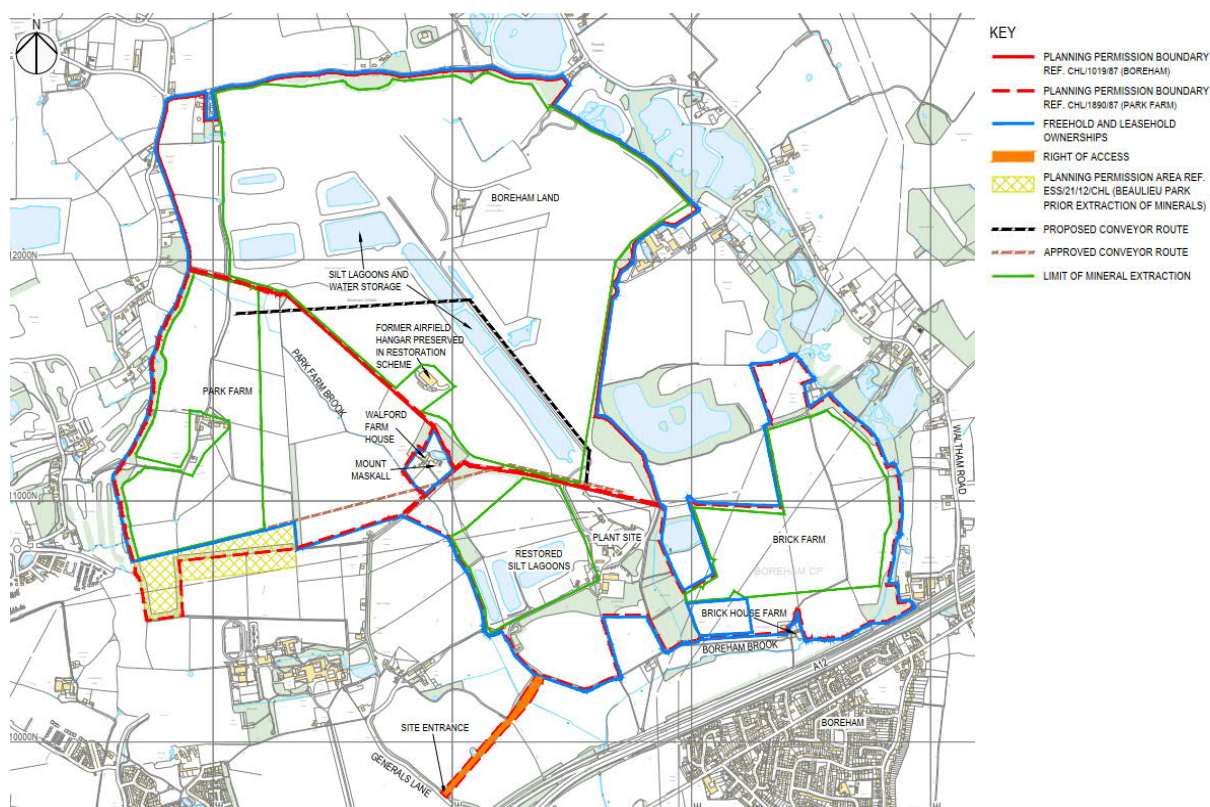 N
KEY
PLANNING PERMISSION BOUNDARY
REF. CHL/1019/87 (BOREHAM)
PLANNING PERMISSION BOUNDARY
REF. CHL/1890/87 (PARK FARM)
FREEHOLD AND LEASEHOLD
OWNERSHIPS
RIGHT OF ACCESS
PLANNING PERMISSION AREA REF.
ESS/21/12/CHL (BEAULIEU PARK
PRIOR EXTRACTION OF MINERALS)
PROPOSED CONVEYOR ROUTE
APPROVED CONVEYOR ROUTE
LIMIT OF MINERAL EXTRACTION
BOREHAM LAND
12000N
SILT LAGOONS AND
WATER STORAGE
FORMER AIRFIELD
HANGAR PRESERVED
IN RESTORATION
SCHEME
PARK FARM BROOK
PARK FARM
WALFORD
FARM
HOUSE
MOUNT
MASKALL
WALTHAM ROAD
11000N
PLANT SITE
BRICK FARM
RESTORED
SILT LAGOONS
BOREHAM CP
BRICK HOUSE FARM
BOREHAM BROOK
A12
BOREHAM
SITE ENTRANCE
10000N
GENERALS LANE